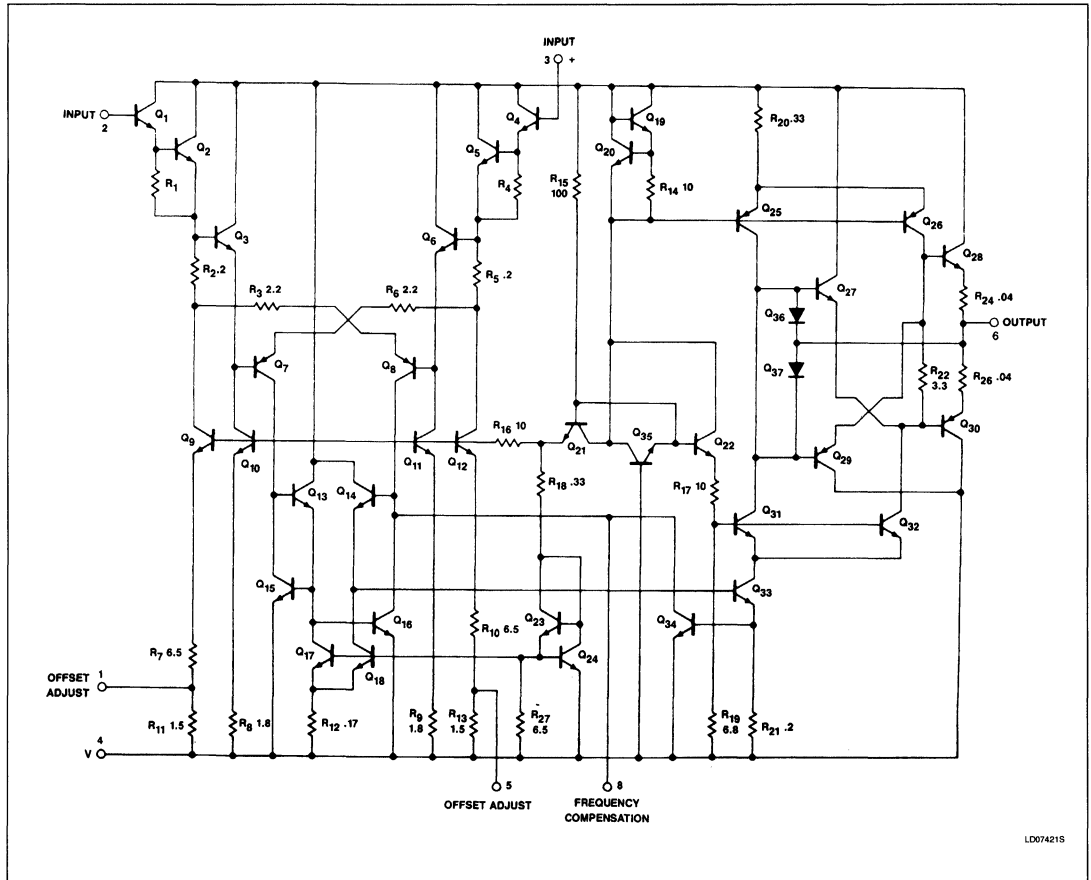 INPUT
3 +
INPUT
2
Q1
Q2
R1
Q3
R2 .2
R3 2.2
R6 2.2
Q4
Q5
R4
Q6
R5 .2
R15
100
Q19
Q20
R14 10
R20 .33
Q25
Q26
Q27
Q28
R24 .04
OUTPUT
6
Q36
Q37
R22
3.3
R26 .04
Q30
Q29
Q7
Q8
Q9
Q10
Q11
Q12
R16 10
Q21
Q35
Q22
R18 .33
R17 10
Q13
Q14
Q31
Q32
Q15
Q16
Q33
Q17
Q18
R10 6.5
Q23
Q24
Q34
R7 6.5
OFFSET
ADJUST
1
R11 1.5
R8 1.8
R12 .17
R9
1.8
R13
1.5
R27
6.5
R19
6.8
R21 .2
V
4
5
OFFSET ADJUST
8
FREQUENCY
COMPENSATION
LD07421S